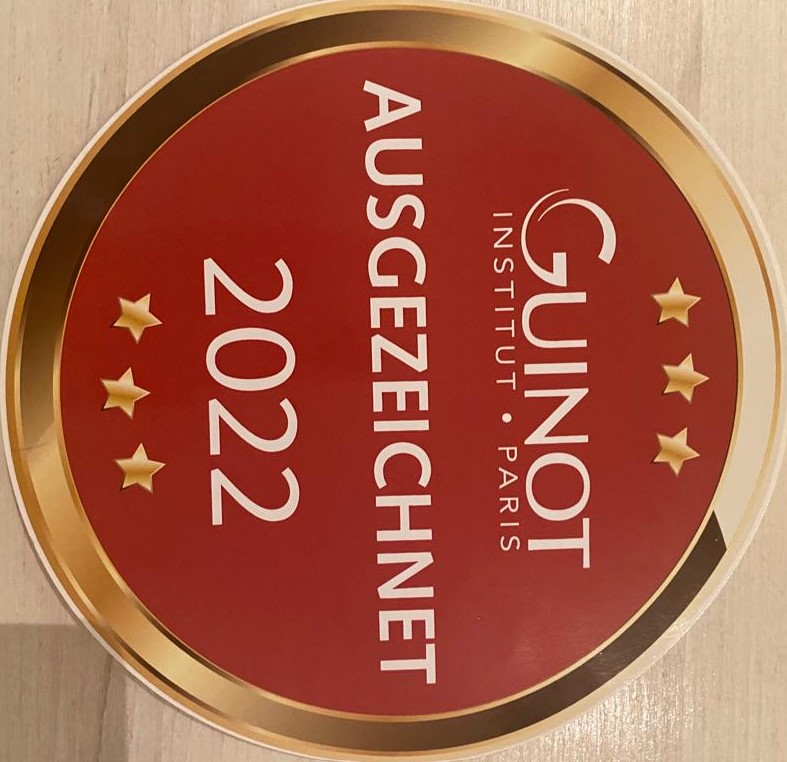 GUINOT
INSTITUT • PARIS
AUSGEZEICHNET
2022